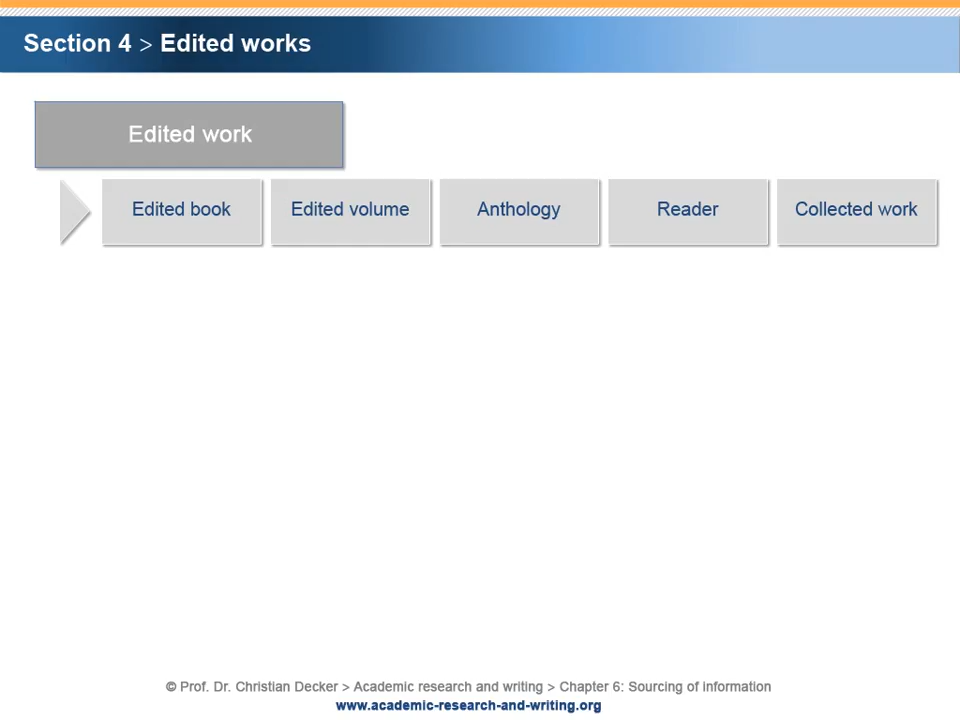 Section 4 > Edited works
Edited work
Edited book
Edited volume
Anthology
Reader
Collected work
© Prof. Dr. Christian Decker > Academic research and writing > Chapter 6: Sourcing of information
www.academic-research-and-writing.org